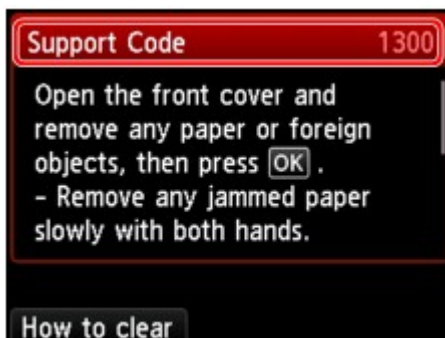 Support Code 1300
Open the front cover and
remove any paper or foreign
objects, then press OK .
– Remove any jammed paper
slowly with both hands.
How to clear